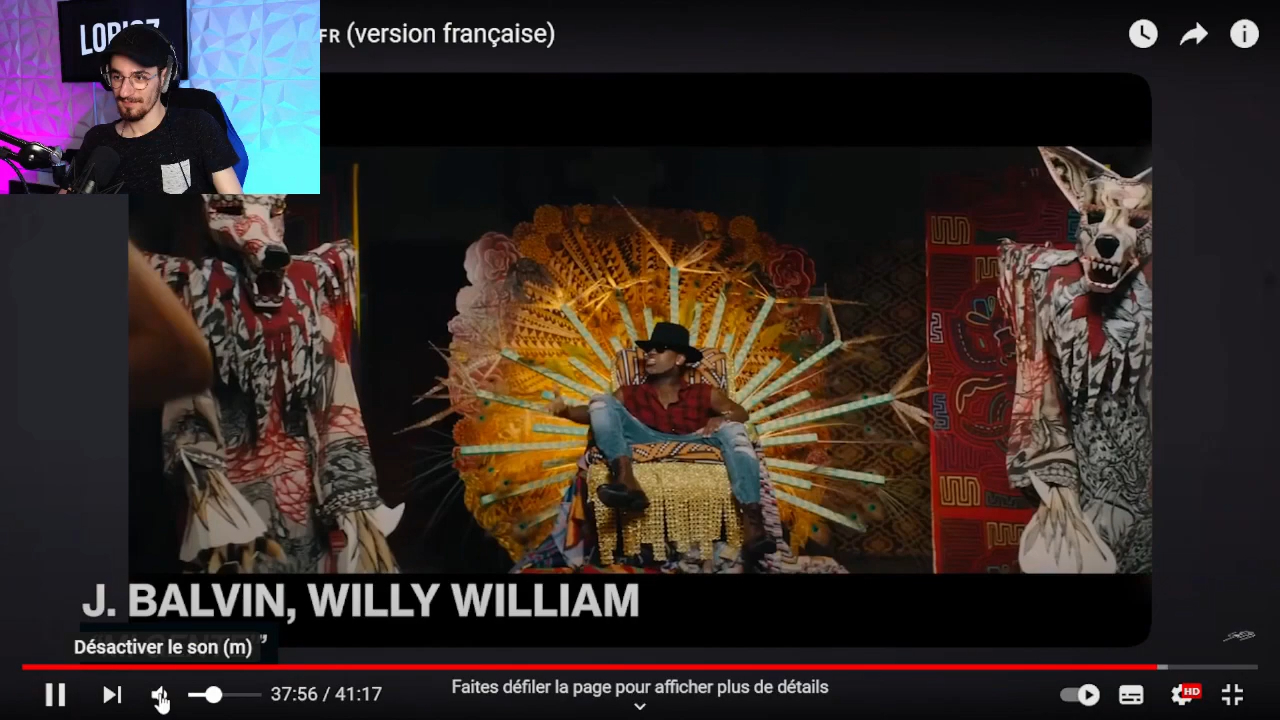 FR (version française)
J. BALVIN, WILLY WILLIAM
Désactiver le son (m)
37:56 / 41:17
Faites défiler la page pour afficher plus de détails
HD